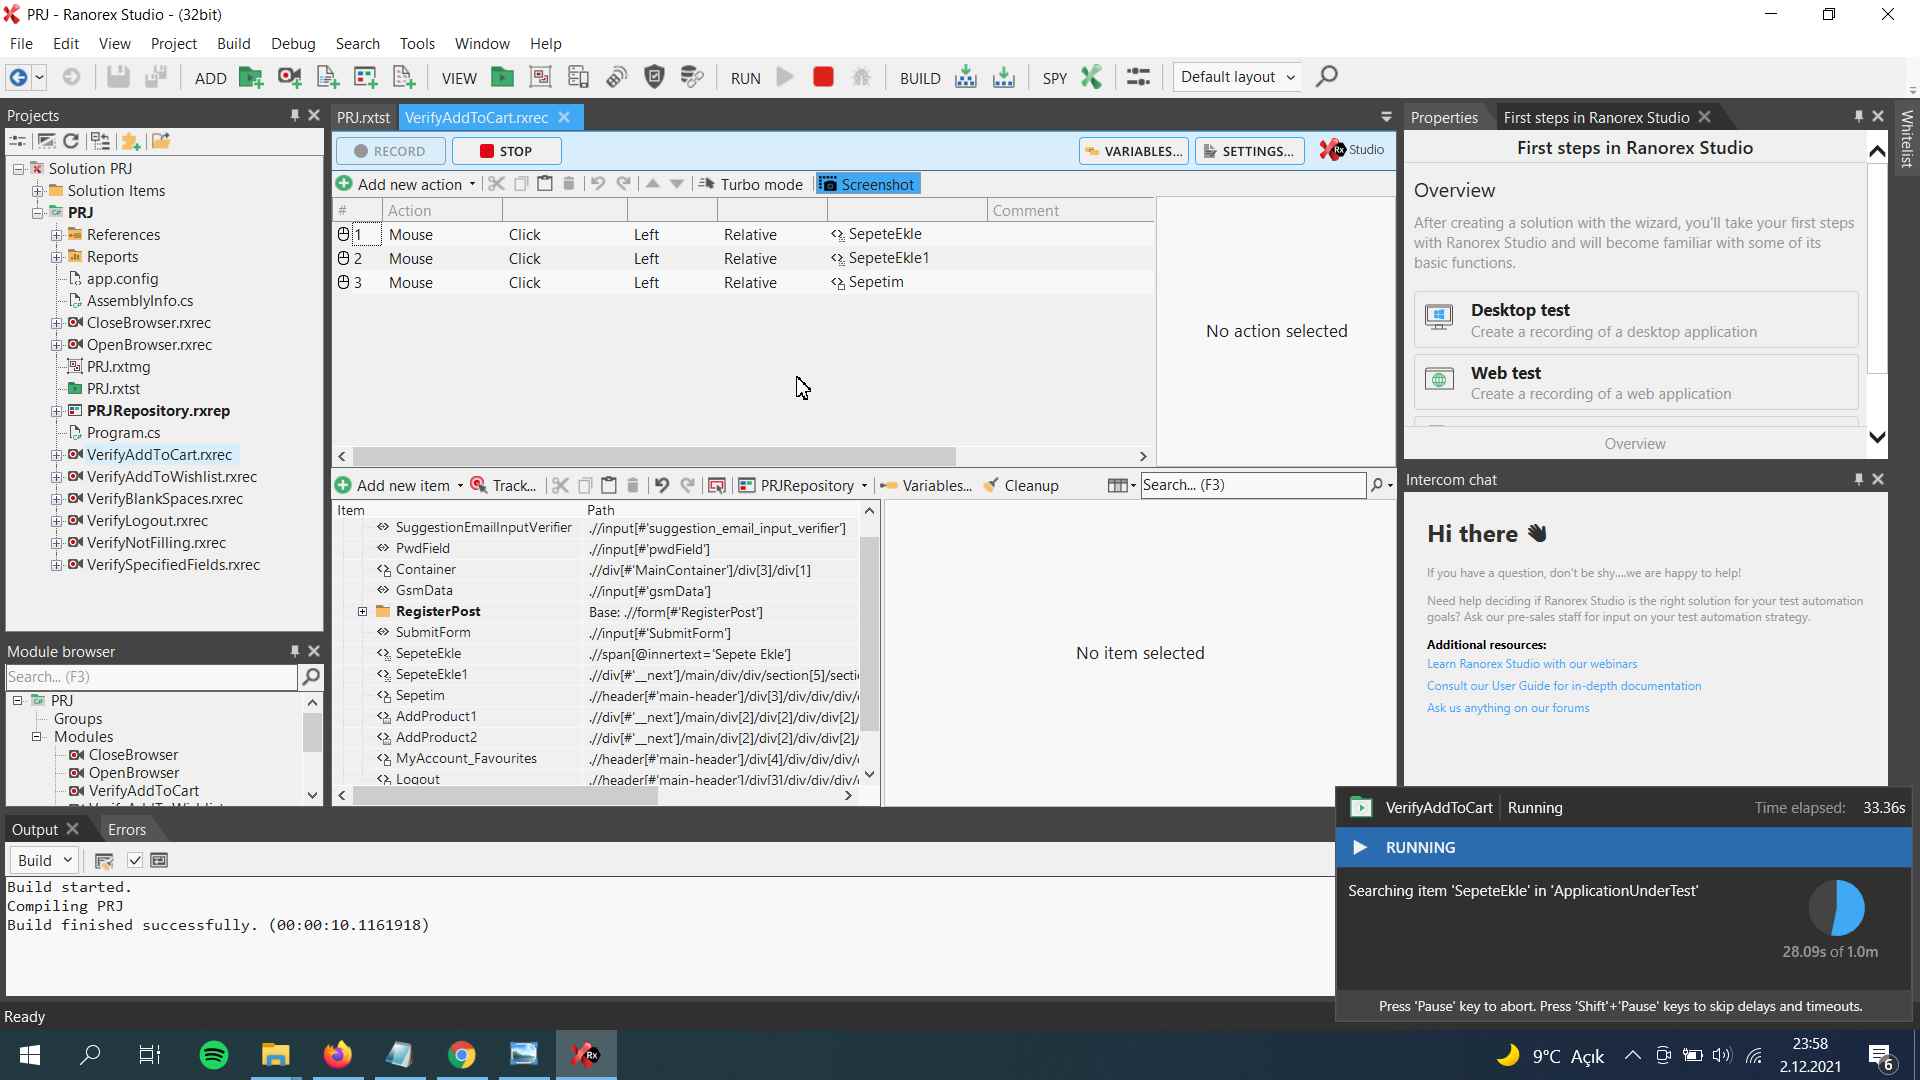 PRJ - Ranorex Studio - (32bit)
File Edit View Project Build Debug Search Tools Window Help
ADD VIEW RUN BUILD SPY Default layout
Projects
Solution PRJ
Solution Items
PRJ
References
Reports
app.config
AssemblyInfo.cs
CloseBrowser.rxrec
OpenBrowser.rxrec
PRJ.rxtmg
PRJ.rxtst
PRJRepository.rxrep
Program.cs
VerifyAddToCart.rxrec
VerifyAddToWishlist.rxrec
VerifyBlankSpaces.rxrec
VerifyLogout.rxrec
VerifyNotFilling.rxrec
VerifySpecifiedFields.rxrec
Module browser
Search... (F3)
PRJ
Groups
Modules
CloseBrowser
OpenBrowser
VerifyAddToCart
PRJ.rxtst VerifyAddToCart.rxrec
RECORD STOP VARIABLES... SETTINGS... Rx Studio
Add new action Turbo mode Screenshot
# Action Comment
1 Mouse Click Left Relative SepeteEkle
2 Mouse Click Left Relative SepeteEkle1
3 Mouse Click Left Relative Sepetim
No action selected
Add new item Track... PRJRepository Variables... Cleanup Search... (F3)
Item Path
SuggestionEmailInputVerifier .//input[#'suggestion_email_input_verifier']
PwdField .//input[#'pwdField']
Container .//div[#'MainContainer']/div[3]/div[1]
GsmData .//input[#'gsmData']
RegisterPost Base: .//form[#'RegisterPost']
SubmitForm .//input[#'SubmitForm']
SepeteEkle .//span[@innertext='Sepete Ekle']
SepeteEkle1 .//div[#'__next']/main/div/div/section[5]/secti
Sepetim .//header[#'main-header']/div[3]/div/div/div/
AddProduct1 .//div[#'__next']/main/div[2]/div[2]/div/div[2]/
AddProduct2 .//div[#'__next']/main/div[2]/div[2]/div/div[2]/
MyAccount_Favourites .//header[#'main-header']/div[4]/div/div/div/
Logout .//header[#'main-header']/div[3]/div/div/div/
No item selected
Properties First steps in Ranorex Studio
Whitelist
First steps in Ranorex Studio
Overview
After creating a solution with the wizard, you'll take your first steps
with Ranorex Studio and will become familiar with some of its
basic functions.
Desktop test
Create a recording of a desktop application
Web test
Create a recording of a web application
Overview
Intercom chat
Hi there
If you have a question, don't be shy....we are happy to help!
Need help deciding if Ranorex Studio is the right solution for your test automation
goals? Ask our pre-sales staff for input on your test automation strategy.
Additional resources:
Learn Ranorex Studio with our webinars
Consult our User Guide for in-depth documentation
Ask us anything on our forums
Output Errors
Build
Build started.
Compiling PRJ
Build finished successfully. (00:00:10.1161918)
VerifyAddToCart Running Time elapsed: 33.36s
RUNNING
Searching item 'SepeteEkle' in 'ApplicationUnderTest'
28.09s of 1.0m
Press 'Pause' key to abort. Press 'Shift'+'Pause' keys to skip delays and timeouts.
Ready
Rx
9°C Açık
23:58
2.12.2021
6